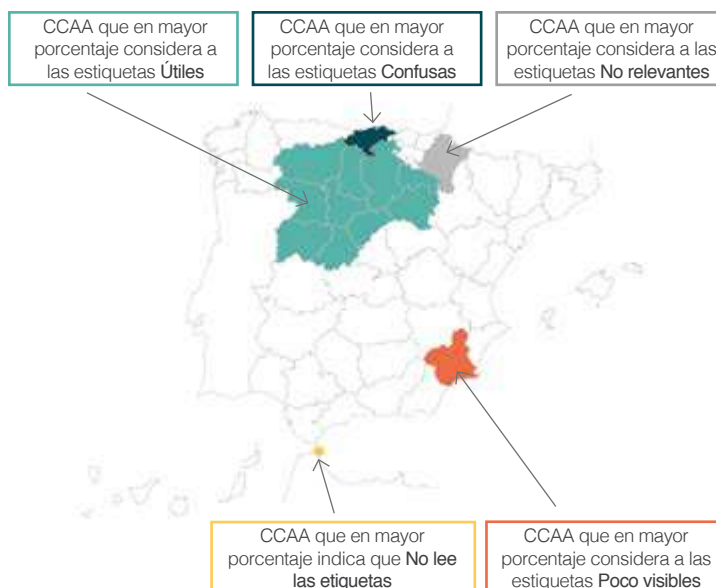 CCAA que en mayor
porcentaje considera a
las estiquetas Útiles
CCAA que en mayor
porcentaje considera a
las estiquetas Confusas
CCAA que en mayor
porcentaje considera a las
estiquetas No relevantes
CCAA que en mayor
porcentaje indica que No lee
las etiquetas
CCAA que en mayor
porcentaje considera a las
estiquetas Poco visibles